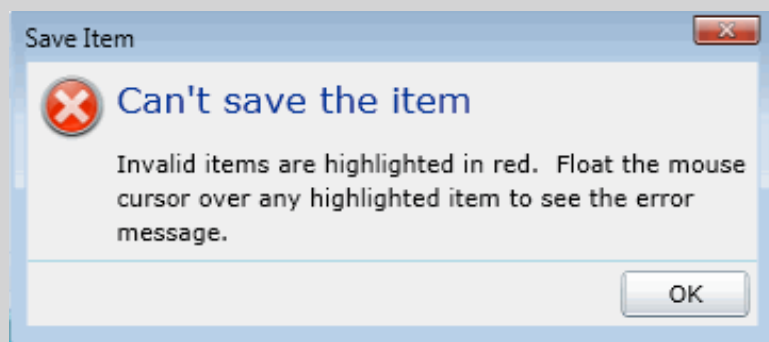 Save Item
Can't save the item
Invalid items are highlighted in red.  Float the mouse
cursor over any highlighted item to see the error
message.
OK